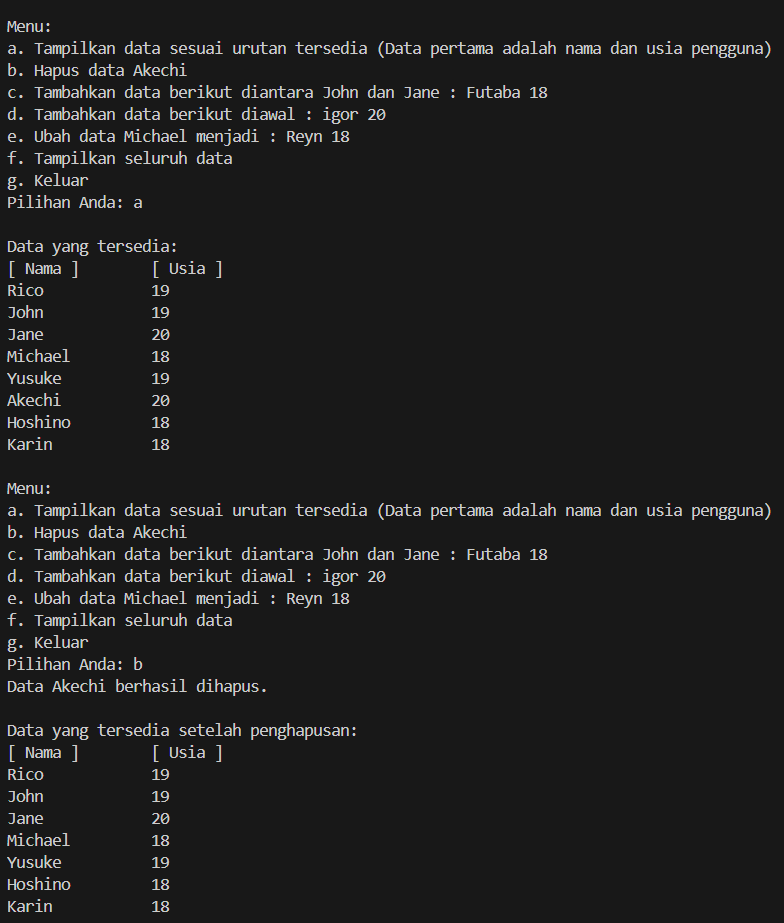 Menu:
a. Tampilkan data sesuai urutan tersedia (Data pertama adalah nama dan usia pengguna)
b. Hapus data Akechi
c. Tambahkan data berikut diantara John dan Jane : Futaba 18
d. Tambahkan data berikut diawal : igor 20
e. Ubah data Michael menjadi : Reyn 18
f. Tampilkan seluruh data
g. Keluar
Pilihan Anda: a

Data yang tersedia:
[ Nama ]        [ Usia ]
Rico            19
John            19
Jane            20
Michael         18
Yusuke          19
Akechi          20
Hoshino         18
Karin           18

Menu:
a. Tampilkan data sesuai urutan tersedia (Data pertama adalah nama dan usia pengguna)
b. Hapus data Akechi
c. Tambahkan data berikut diantara John dan Jane : Futaba 18
d. Tambahkan data berikut diawal : igor 20
e. Ubah data Michael menjadi : Reyn 18
f. Tampilkan seluruh data
g. Keluar
Pilihan Anda: b
Data Akechi berhasil dihapus.

Data yang tersedia setelah penghapusan:
[ Nama ]        [ Usia ]
Rico            19
John            19
Jane            20
Michael         18
Yusuke          19
Hoshino         18
Karin           18